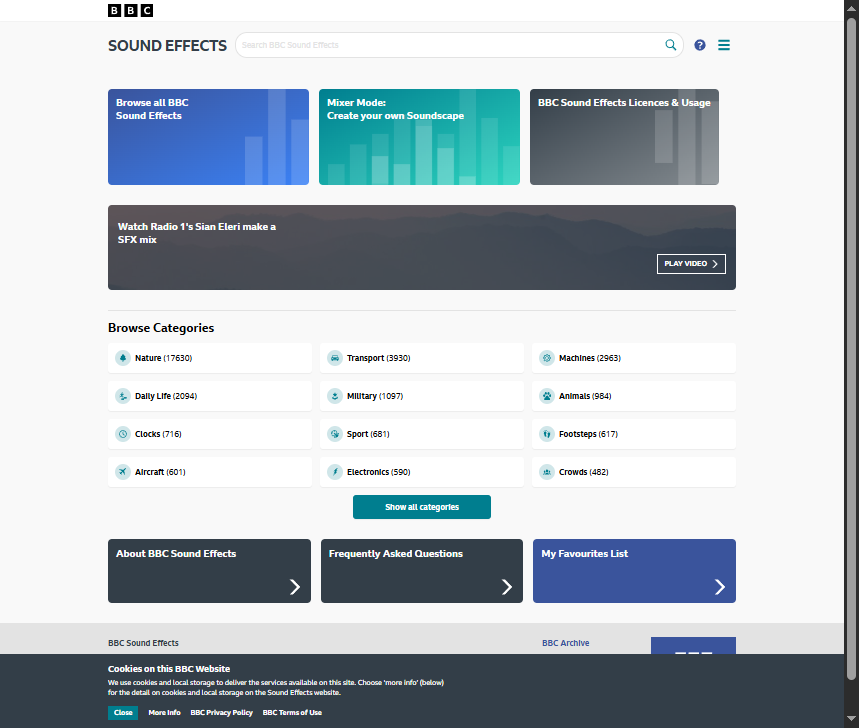 BBC
SOUND EFFECTS
Search BBC Sound Effects
?
Browse all BBC
Sound Effects
Mixer Mode:
Create your own Soundscape
BBC Sound Effects Licences & Usage
Watch Radio 1's Sian Eleri make a
SFX mix
PLAY VIDEO
Browse Categories
Nature (17630)
Transport (3930)
Machines (2963)
Daily Life (2094)
Military (1097)
Animals (984)
Clocks (716)
Sport (681)
Footsteps (617)
Aircraft (601)
Electronics (590)
Crowds (482)
Show all categories
About BBC Sound Effects
Frequently Asked Questions
My Favourites List
BBC Sound Effects
BBC Archive
Cookies on this BBC Website
We use cookies and local storage to deliver the services available on this site. Choose 'more info' (below)
for the detail on cookies and local storage on the Sound Effects website.
Close
More Info
BBC Privacy Policy
BBC Terms of Use